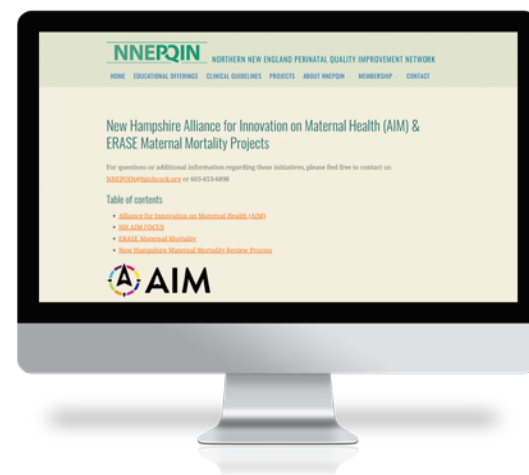 NNEPQIN NORTHERN NEW ENGLAND PERINATAL QUALITY IMPROVEMENT NETWORK
HOME EDUCATIONAL OFFERINGS CLINICAL GUIDELINES PROJECTS ABOUT NNEPQIN MEMBERSHIP CONTACT
New Hampshire Alliance for Innovation on Maternal Health (AIM) &
ERASE Maternal Mortality Projects
For questions or additional information regarding these initiatives, please feel free to contact us:
NNEPQIN@hitchcock.org or 603-653-6898
Table of contents
Alliance for Innovation on Maternal Health (AIM)
NH AIM FOCUS
ERASE Maternal Mortality
New Hampshire Maternal Mortality Review Process
AIM